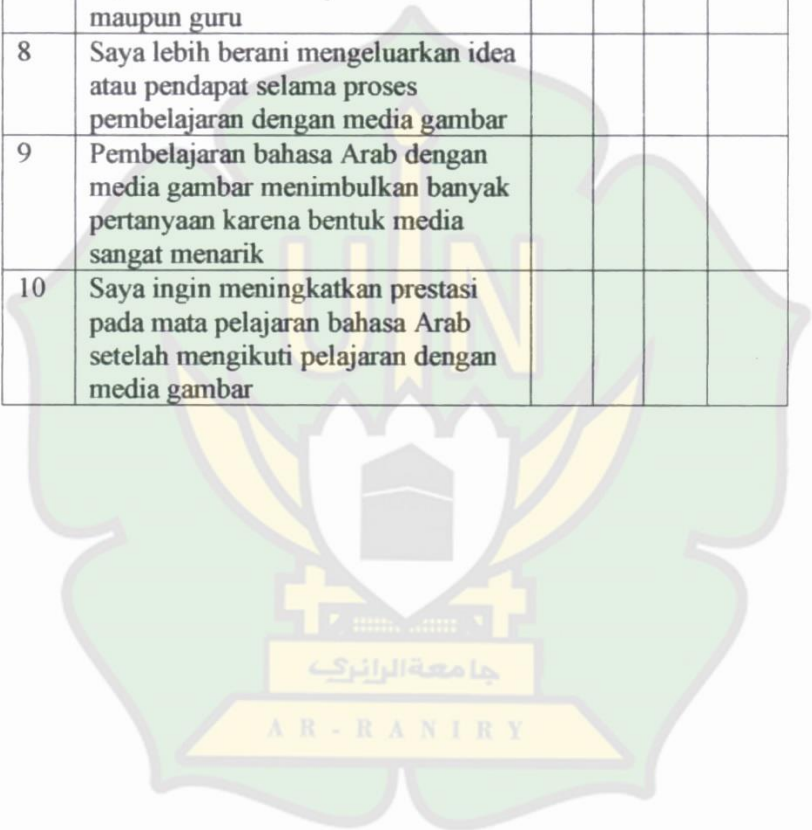 maupun guru
8 Saya lebih berani mengeluarkan idea
atau pendapat selama proses
pembelajaran dengan media gambar
9 Pembelajaran bahasa Arab dengan
media gambar menimbulkan banyak
pertanyaan karena bentuk media
sangat menarik
10 Saya ingin meningkatkan prestasi
pada mata pelajaran bahasa Arab
setelah mengikuti pelajaran dengan
media gambar
UIN
جامعة الرانري
AR-RANIRY